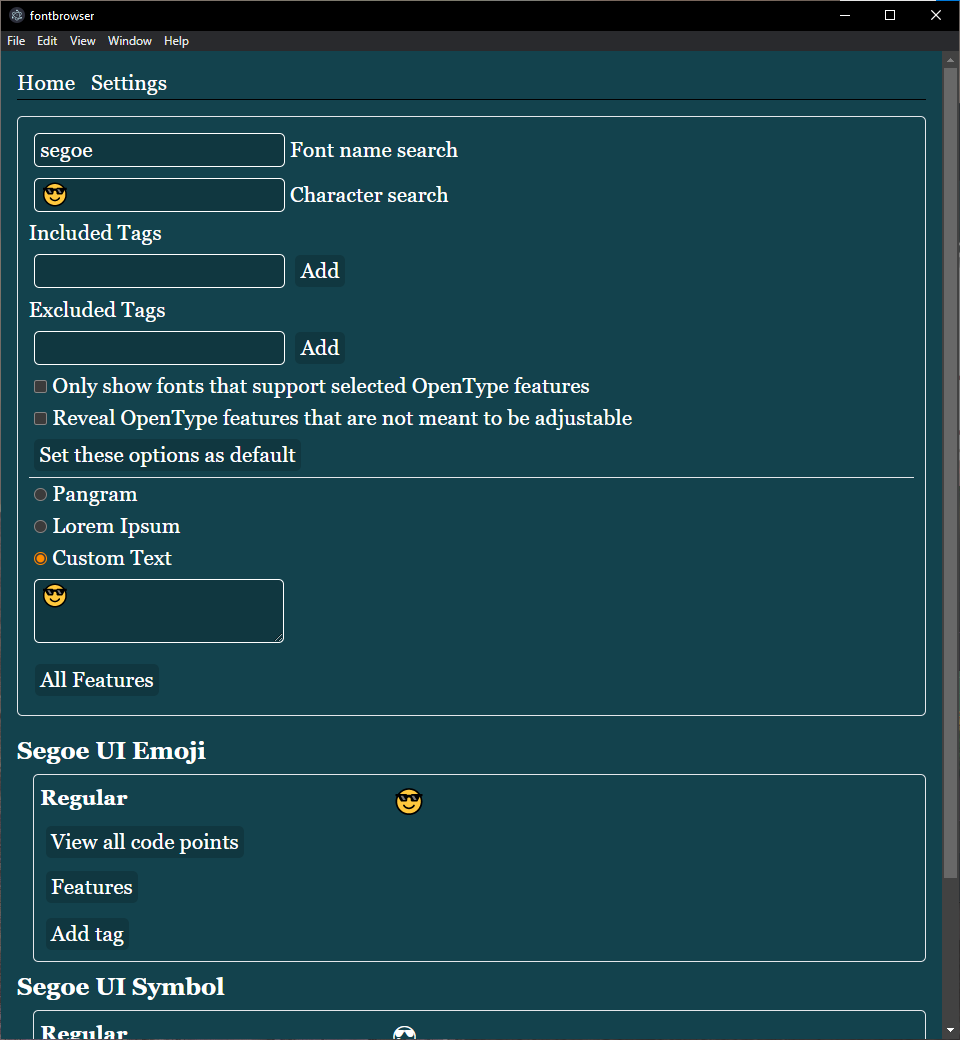 fontbrowser
File Edit View Window Help
Home Settings
segoe Font name search
😎 Character search
Included Tags
Add
Excluded Tags
Add
Only show fonts that support selected OpenType features
Reveal OpenType features that are not meant to be adjustable
Set these options as default
Pangram
Lorem Ipsum
Custom Text
😎
All Features
Segoe UI Emoji
Regular 😎
View all code points
Features
Add tag
Segoe UI Symbol
Regular 😎